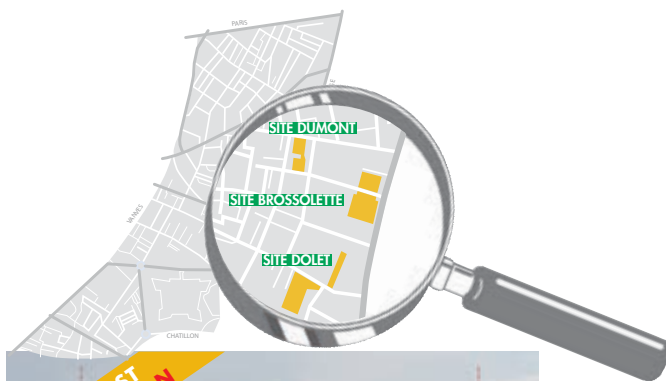 PARIS
SITE DUMONT
SITE BROSSOLETTE
VANVES
SITE DOLET
CHATILLON